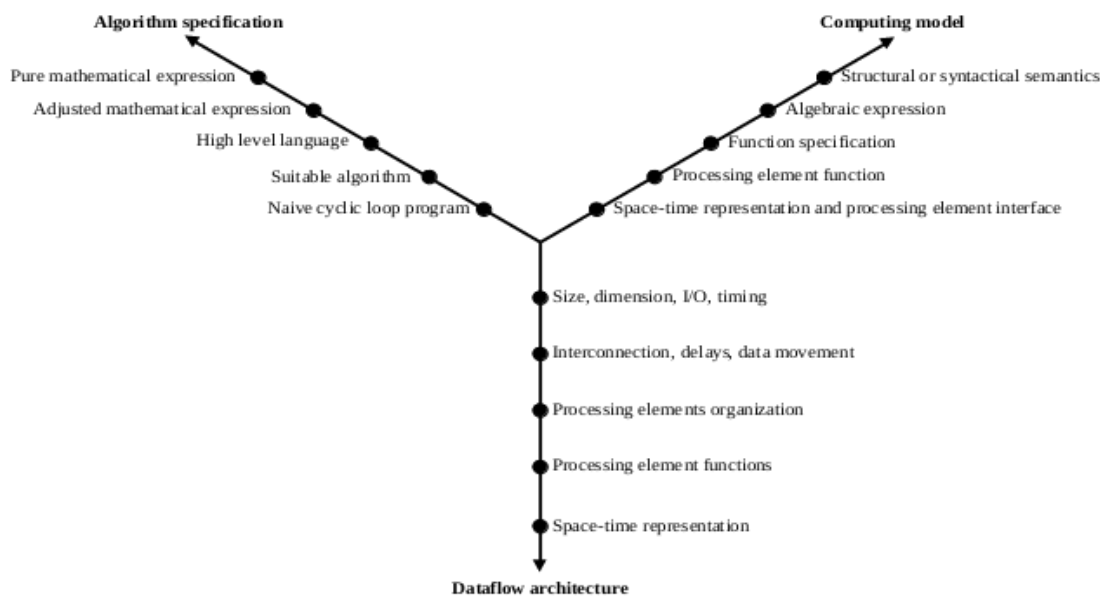 Algorithm specification
Computing model
Pure mathematical expression
Structural or syntactical semantics
Adjusted mathematical expression
Algebraic expression
High level language
Function specification
Suitable algorithm
Processing element function
Naive cyclic loop program
Space-time representation and processing element interface
Size, dimension, I/O, timing
Interconnection, delays, data movement
Processing elements organization
Processing element functions
Space-time representation
Dataflow architecture